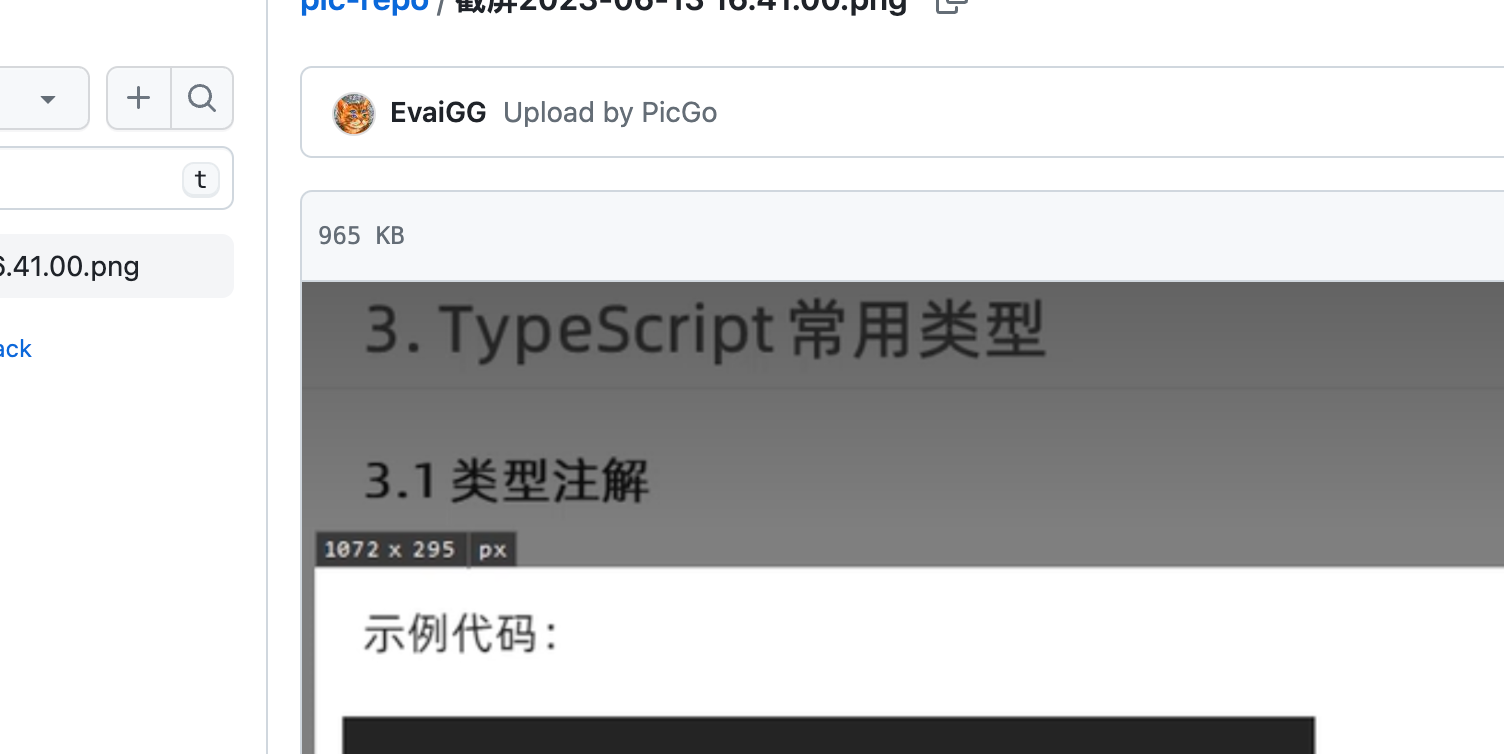 pic-repo / 截屏2023-06-13 16.41.00.png
EvaiGG Upload by PicGo
t
965 KB
6.41.00.png
ack
3. TypeScript 常用类型
3.1 类型注解
1072 x 295 px
示例代码：